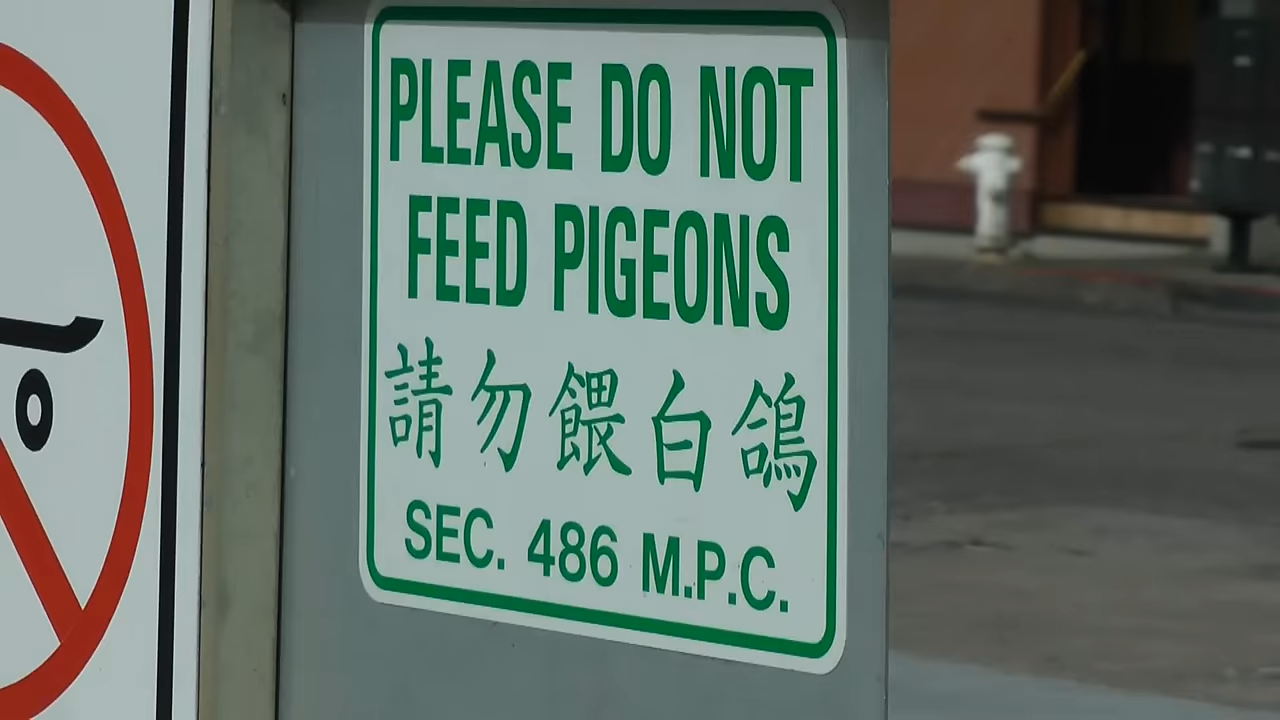 PLEASE DO NOT
FEED PIGEONS
請勿餵白鴿
SEC. 486 M.P.C.